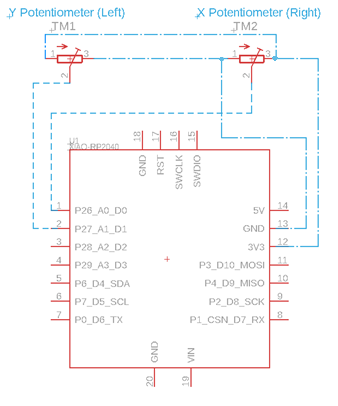 Y Potentiometer (Left)
X Potentiometer (Right)
TM1
TM2
1 3
2
1 3
2
U1
XIAO-RP2040
18 17 16 15
GND RST SWCLK SWDIO
1 P26_A0_D0 5V 14
2 P27_A1_D1 GND 13
3 P28_A2_D2 3V3 12
4 P29_A3_D3 P3_D10_MOSI 11
5 P6_D4_SDA P4_D9_MISO 10
6 P7_D5_SCL P2_D8_SCK 9
7 P0_D6_TX P1_CSN_D7_RX 8
GND VIN
20 19